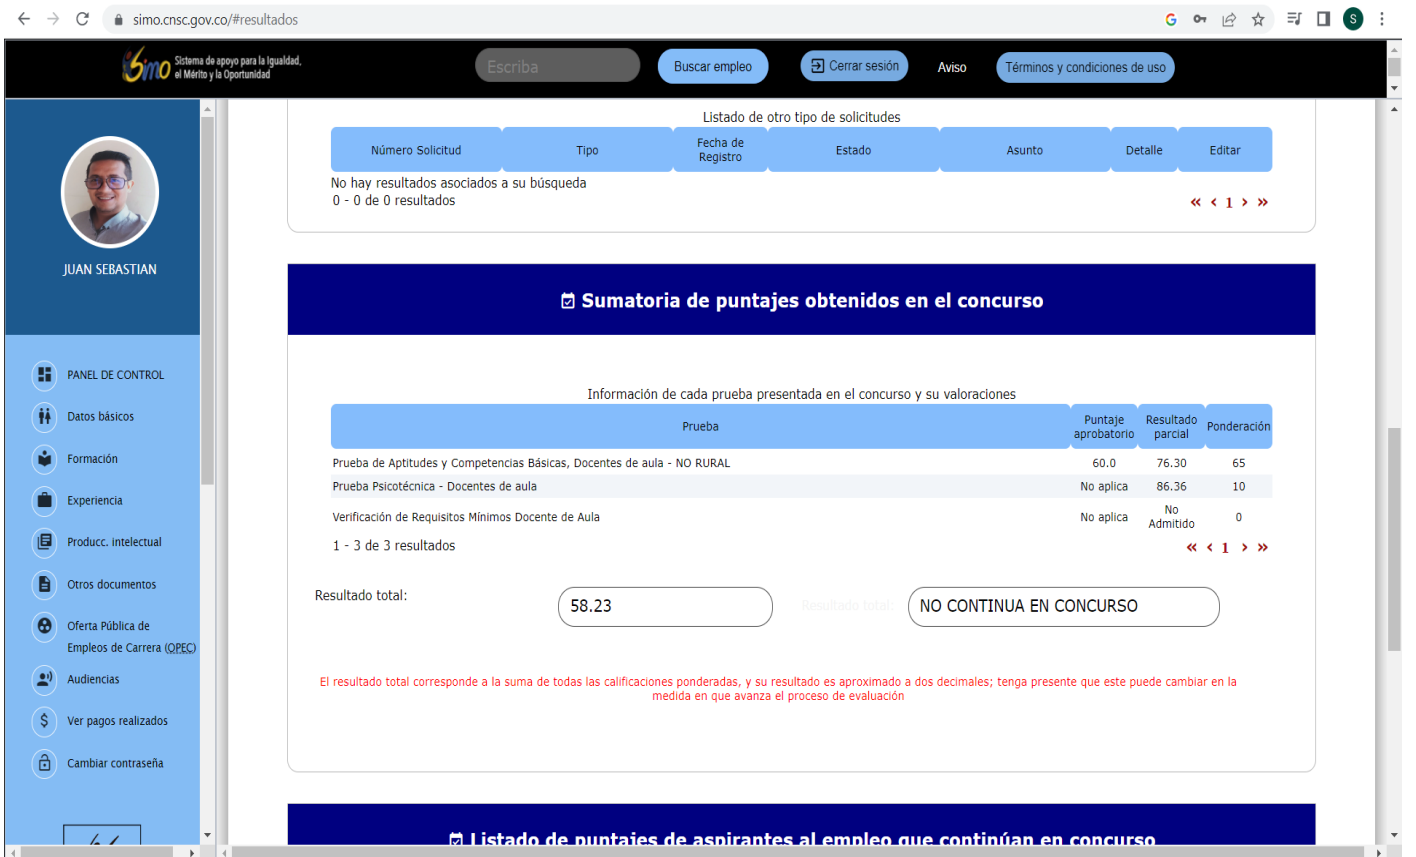 simo.cnsc.gov.co/#resultados
S
Simo Sistema de apoyo para la Igualdad,
el Mérito y la Oportunidad
Escriba
Buscar empleo
Cerrar sesión
Aviso
Términos y condiciones de uso
JUAN SEBASTIAN
PANEL DE CONTROL
Datos básicos
Formación
Experiencia
Producc. intelectual
Otros documentos
Oferta Pública de
Empleos de Carrera (OPEC)
Audiencias
Ver pagos realizados
Cambiar contraseña
Listado de otro tipo de solicitudes
Número Solicitud Tipo Fecha de Registro Estado Asunto Detalle Editar
No hay resultados asociados a su búsqueda
0 - 0 de 0 resultados « ‹ 1 › »
Sumatoria de puntajes obtenidos en el concurso
Información de cada prueba presentada en el concurso y su valoraciones
Prueba Puntaje aprobatorio Resultado parcial Ponderación
Prueba de Aptitudes y Competencias Básicas, Docentes de aula - NO RURAL 60.0 76.30 65
Prueba Psicotécnica - Docentes de aula No aplica 86.36 10
Verificación de Requisitos Mínimos Docente de Aula No aplica No Admitido 0
1 - 3 de 3 resultados « ‹ 1 › »
Resultado total: 58.23 Resultado total: NO CONTINUA EN CONCURSO
El resultado total corresponde a la suma de todas las calificaciones ponderadas, y su resultado es aproximado a dos decimales; tenga presente que este puede cambiar en la
medida en que avanza el proceso de evaluación
Listado de puntajes de aspirantes al empleo que continúan en concurso